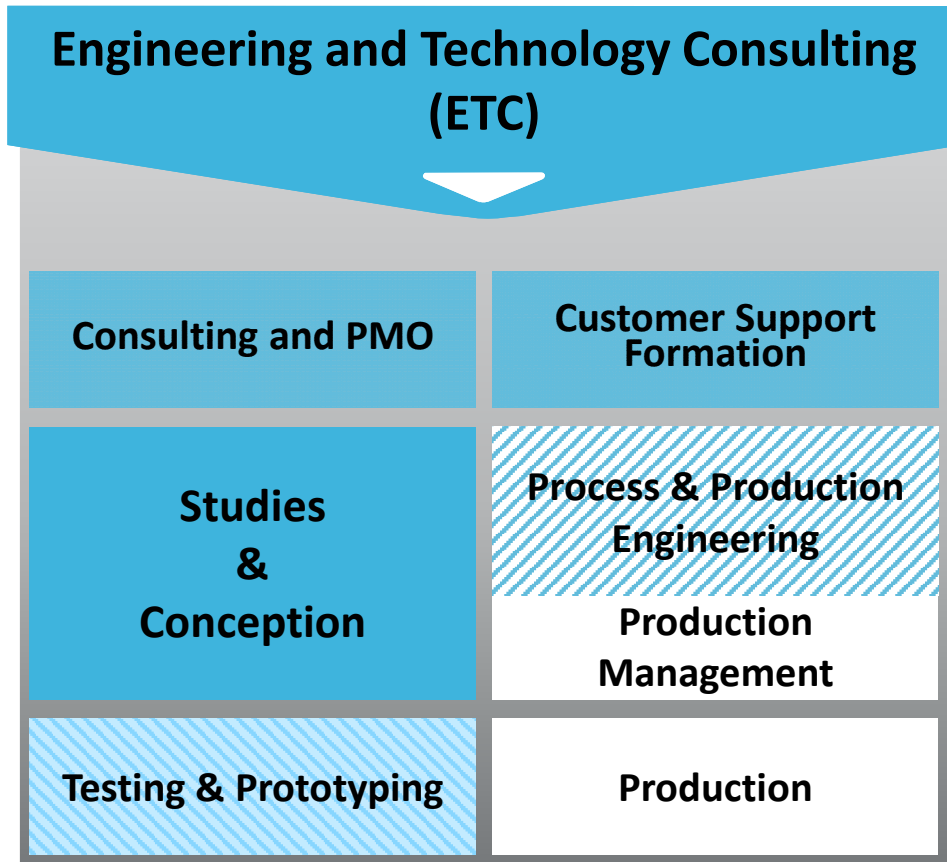 Engineering and Technology Consulting
(ETC)
Consulting and PMO
Customer Support
Formation
Studies
&
Conception
Process & Production
Engineering
Production
Management
Testing & Prototyping
Production